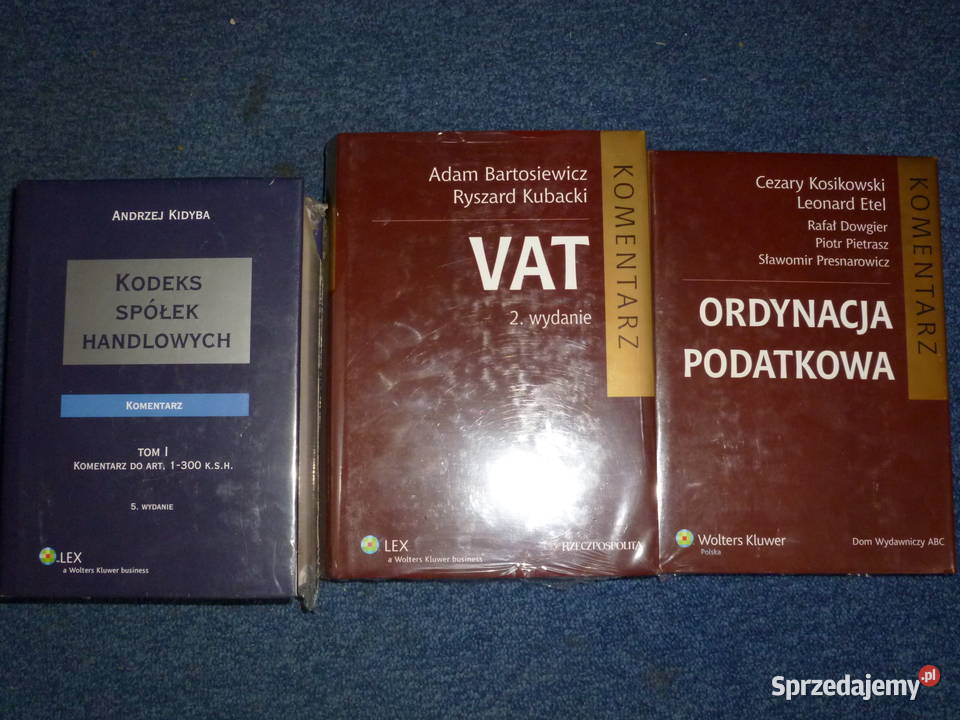 ANDRZEJ KIDYBA
KODEKS
SPÓŁEK
HANDLOWYCH
KOMENTARZ
TOM I
KOMENTARZ DO ART. 1-300 K.S.H.
5. WYDANIE
LEX
a Wolters Kluwer business
Adam Bartosiewicz
Ryszard Kubacki
VAT
2. wydanie
KOMENTARZ
LEX
a Wolters Kluwer business
RZECZPOSPOLITA
Cezary Kosikowski
Leonard Etel
Rafał Dowgier
Piotr Pietrasz
Sławomir Presnarowicz
ORDYNACJA
PODATKOWA
KOMENTARZ
Wolters Kluwer
Polska
Dom Wydawniczy ABC
Sprzedajemy.pl